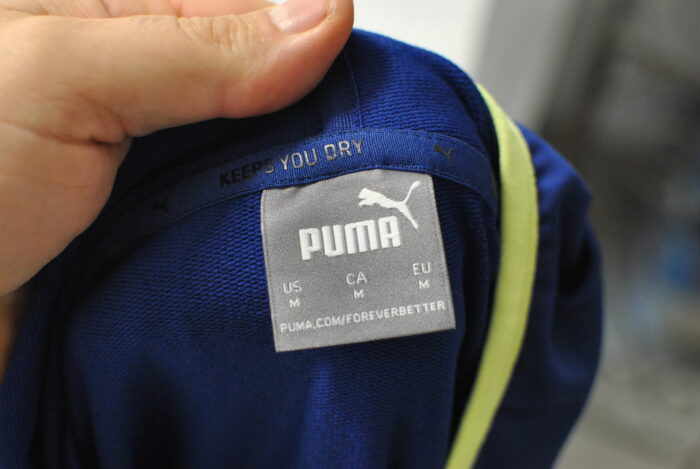 KEEPS YOU DRY
PUMA
US CA EU
M M M
PUMA.COM/FOREVERBETTER